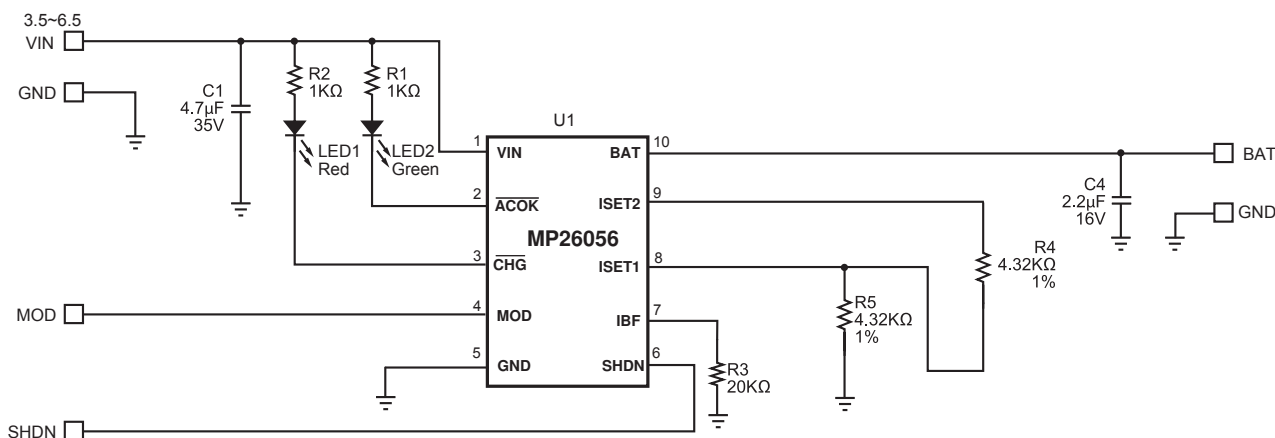 3.5~6.5
VIN
GND
C1
4.7µF
35V
R2
1KΩ
R1
1KΩ
LED1
Red
LED2
Green
U1
MP26056
1
VIN
2
ACOK
3
CHG
4
MOD
5
GND
10
BAT
9
ISET2
8
ISET1
7
IBF
6
SHDN
MOD
SHDN
R3
20KΩ
R5
4.32KΩ
1%
R4
4.32KΩ
1%
C4
2.2µF
16V
BAT
GND